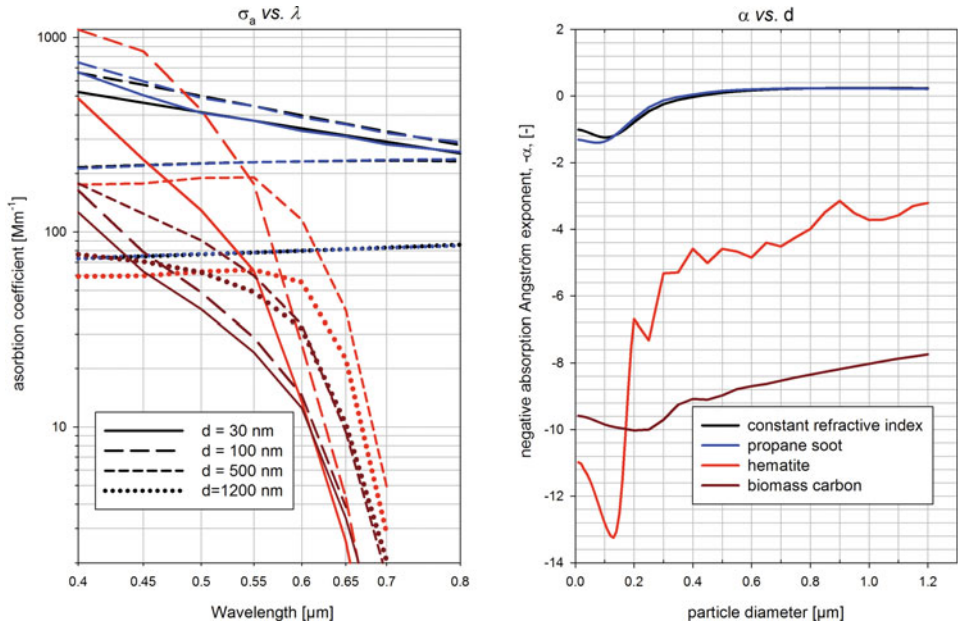 σa vs. λ
1000
100
10
asorbtion coefficient [Mm-1]
d = 30 nm
d = 100 nm
d = 500 nm
d=1200 nm
0.4 0.45 0.5 0.55 0.6 0.65 0.7 0.8
Wavelength [µm]
α vs. d
2
0
-2
-4
-6
-8
-10
-12
-14
negative absorption Angström exponent, -α, [-]
constant refractive index
propane soot
hematite
biomass carbon
0.0 0.2 0.4 0.6 0.8 1.0 1.2
particle diameter [µm]